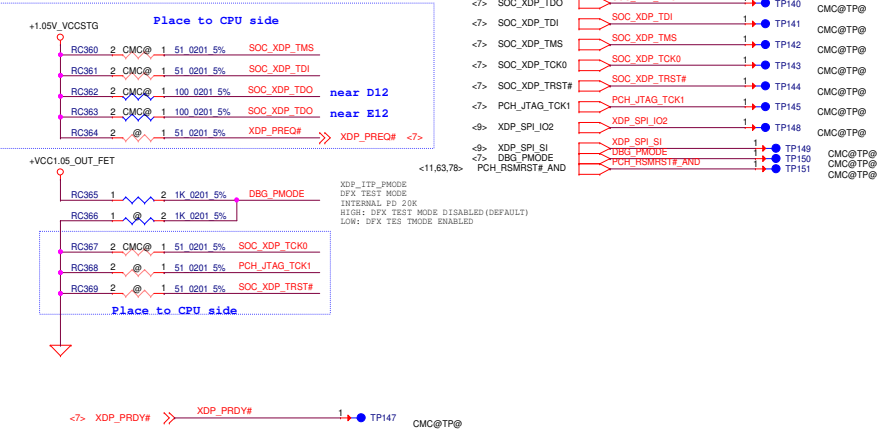 Place to CPU side
+1.05V_VCCSTG
RC360 2 CMC@ 1 51_0201_5% SOC_XDP_TMS
RC361 2 CMC@ 1 51_0201_5% SOC_XDP_TDI
RC362 2 CMC@ 1 100_0201_5% SOC_XDP_TDO near D12
RC363 2 CMC@ 1 100_0201_5% SOC_XDP_TDO near E12
RC364 2 @ 1 51_0201_5% XDP_PREQ# XDP_PREQ# <7>
+VCC1.05_OUT_FET
RC365 1 2 1K_0201_5% DBG_PMODE
RC366 1 @ 2 1K_0201_5%
XDP_ITP_PMODE
DFX TEST MODE
INTERNAL PD 20K
HIGH: DFX TEST MODE DISABLED(DEFAULT)
LOW: DFX TES TMODE ENABLED
RC367 2 CMC@ 1 51_0201_5% SOC_XDP_TCK0
RC368 2 @ 1 51_0201_5% PCH_JTAG_TCK1
RC369 2 @ 1 51_0201_5% SOC_XDP_TRST#
Place to CPU side
<7> XDP_PRDY# XDP_PRDY# 1 TP147 CMC@TP@
<7> SOC_XDP_TDO TP140 CMC@TP@
<7> SOC_XDP_TDI SOC_XDP_TDI 1 TP141 CMC@TP@
<7> SOC_XDP_TMS SOC_XDP_TMS 1 TP142 CMC@TP@
<7> SOC_XDP_TCK0 SOC_XDP_TCK0 1 TP143 CMC@TP@
<7> SOC_XDP_TRST# SOC_XDP_TRST# 1 TP144 CMC@TP@
<7> PCH_JTAG_TCK1 PCH_JTAG_TCK1 1 TP145 CMC@TP@
<9> XDP_SPI_IO2 XDP_SPI_IO2 1 TP148 CMC@TP@
<9> XDP_SPI_SI XDP_SPI_SI 1 TP149 CMC@TP@
<7> DBG_PMODE DBG_PMODE 1 TP150 CMC@TP@
<11,63,78> PCH_RSMRST#_AND PCH_RSMRST#_AND 1 TP151 CMC@TP@